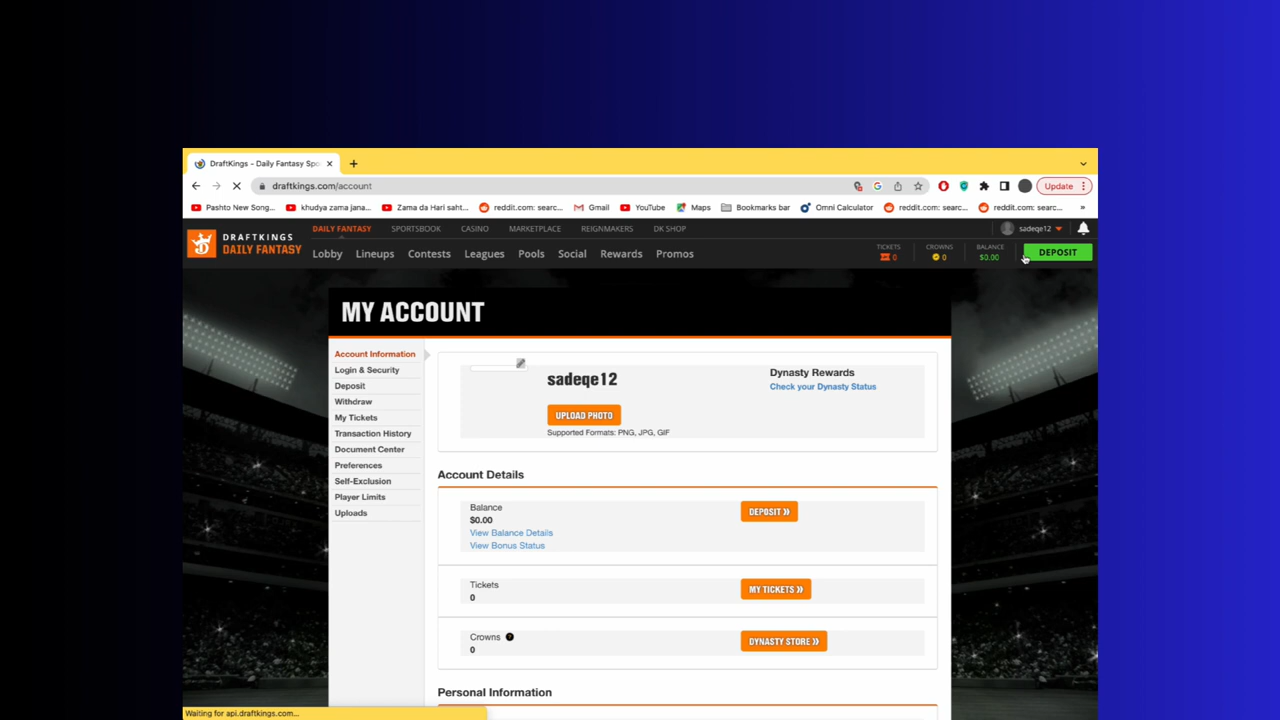 DraftKings - Daily Fantasy Spo
draftkings.com/account
Update
Pashto New Song...
khudya zama jana...
Zama da Hari saht...
reddit.com: searc...
Gmail
YouTube
Maps
Bookmarks bar
Omni Calculator
reddit.com: searc...
reddit.com: searc...
»
DRAFTKINGS
DAILY FANTASY
DAILY FANTASY
SPORTSBOOK
CASINO
MARKETPLACE
REIGNMAKERS
DK SHOP
sadeqe12
Lobby
Lineups
Contests
Leagues
Pools
Social
Rewards
Promos
TICKETS
0
CROWNS
0
BALANCE
$0.00
DEPOSIT
MY ACCOUNT
Account Information
Login & Security
Deposit
Withdraw
My Tickets
Transaction History
Document Center
Preferences
Self-Exclusion
Player Limits
Uploads
sadeqe12
UPLOAD PHOTO
Supported Formats: PNG, JPG, GIF
Dynasty Rewards
Check your Dynasty Status
Account Details
Balance
$0.00
View Balance Details
View Bonus Status
DEPOSIT »
Tickets
0
MY TICKETS »
Crowns ?
0
DYNASTY STORE »
Personal Information
Waiting for api.draftkings.com...